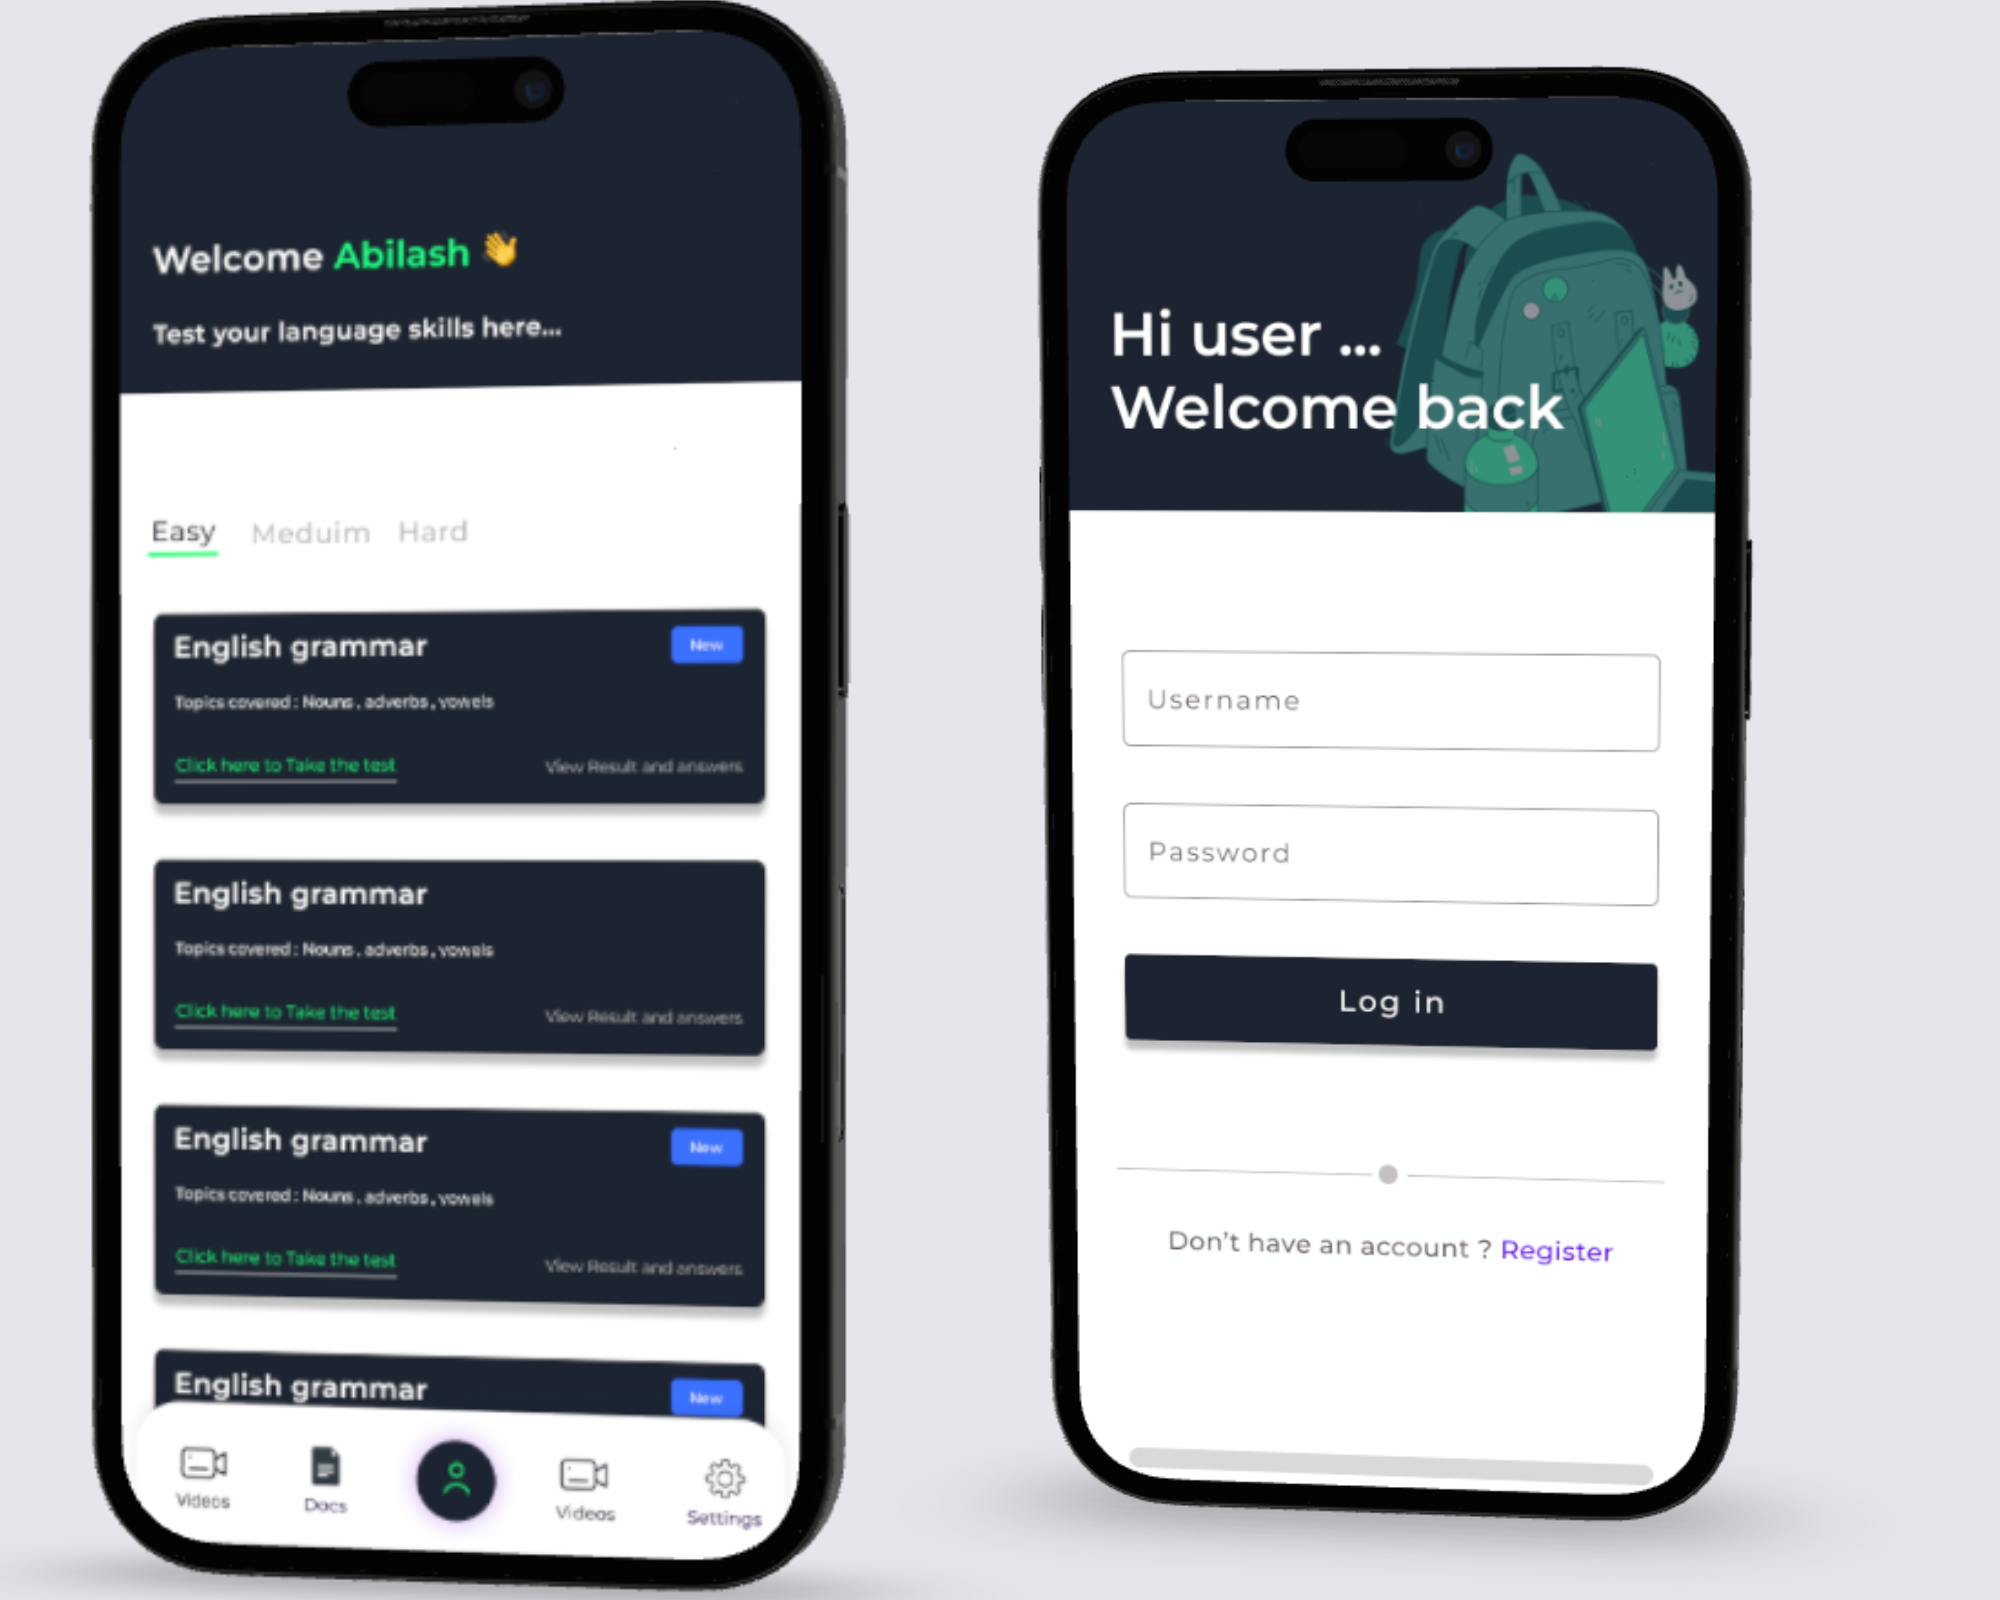 Welcome Abilash 👋
Test your language skills here...
Easy Meduim Hard
English grammar New
Topics covered : Nouns , adverbs , vowels
Click here to Take the test View Result and answers
English grammar
Topics covered : Nouns , adverbs , vowels
Click here to Take the test View Result and answers
English grammar New
Topics covered : Nouns , adverbs , vowels
Click here to Take the test View Result and answers
English grammar New
Videos Docs Videos Settings
Hi user ...
Welcome back
Username
Password
Log in
Don't have an account ? Register